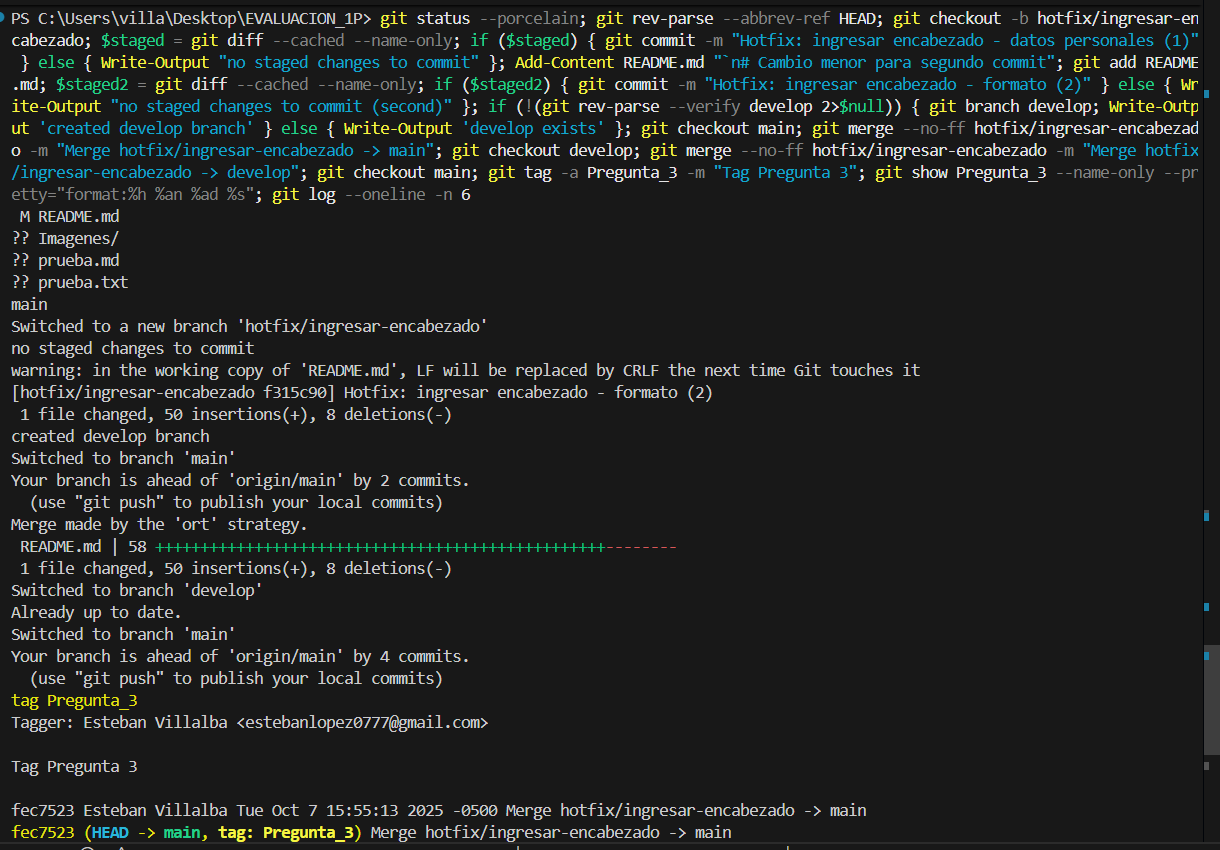 PS C:\Users\villa\Desktop\EVALUACION_1P> git status --porcelain; git rev-parse --abbrev-ref HEAD; git checkout -b hotfix/ingresar-en
cabezado; $staged = git diff --cached --name-only; if ($staged) { git commit -m "Hotfix: ingresar encabezado - datos personales (1)"
 } else { Write-Output "no staged changes to commit" }; Add-Content README.md "`n# Cambio menor para segundo commit"; git add README
.md; $staged2 = git diff --cached --name-only; if ($staged2) { git commit -m "Hotfix: ingresar encabezado - formato (2)" } else { Wr
ite-Output "no staged changes to commit (second)" }; if (!(git rev-parse --verify develop 2>$null)) { git branch develop; Write-Outp
ut 'created develop branch' } else { Write-Output 'develop exists' }; git checkout main; git merge --no-ff hotfix/ingresar-encabezad
o -m "Merge hotfix/ingresar-encabezado -> main"; git checkout develop; git merge --no-ff hotfix/ingresar-encabezado -m "Merge hotfix
/ingresar-encabezado -> develop"; git checkout main; git tag -a Pregunta_3 -m "Tag Pregunta 3"; git show Pregunta_3 --name-only --pr
etty="format:%h %an %ad %s"; git log --oneline -n 6
 M README.md
?? Imagenes/
?? prueba.md
?? prueba.txt
main
Switched to a new branch 'hotfix/ingresar-encabezado'
no staged changes to commit
warning: in the working copy of 'README.md', LF will be replaced by CRLF the next time Git touches it
[hotfix/ingresar-encabezado f315c90] Hotfix: ingresar encabezado - formato (2)
 1 file changed, 50 insertions(+), 8 deletions(-)
created develop branch
Switched to branch 'main'
Your branch is ahead of 'origin/main' by 2 commits.
  (use "git push" to publish your local commits)
Merge made by the 'ort' strategy.
 README.md | 58 ++++++++++++++++++++++++++++++++++++++++++++++++++--------
 1 file changed, 50 insertions(+), 8 deletions(-)
Switched to branch 'develop'
Already up to date.
Switched to branch 'main'
Your branch is ahead of 'origin/main' by 4 commits.
  (use "git push" to publish your local commits)
tag Pregunta_3
Tagger: Esteban Villalba <estebanlopez0777@gmail.com>
Tag Pregunta 3
fec7523 Esteban Villalba Tue Oct 7 15:55:13 2025 -0500 Merge hotfix/ingresar-encabezado -> main
fec7523 (HEAD -> main, tag: Pregunta_3) Merge hotfix/ingresar-encabezado -> main